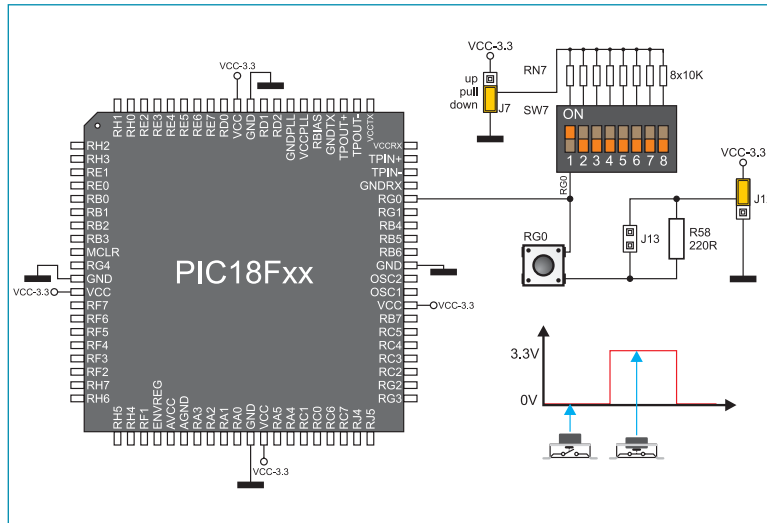 VCC-3.3
RH1 RH0 RE2 RE3 RE4 RE5 RE6 RE7 RD0 VCC GND RD1 RD2 GNDPLL VCCPLL RBIAS GNDTX TPOUT+ TPOUT- VCCTX
RH2
RH3
RE1
RE0
RB0
RB1
RB2
RB3
MCLR
RG4
GND
VCC
RF7
RF6
RF5
RF4
RF3
RF2
RH7
RH6
VCC-3.3
PIC18Fxx
VCCRX
TPIN+
TPIN-
GNDRX
RG0
RG1
RB4
RB5
RB6
GND
OSC2
OSC1
VCC
RB7
RC5
RC4
RC3
RC2
RG2
RG3
VCC-3.3
RH5 RH4 RF1 ENVREG AVCC AGND RA3 RA2 RA1 RA0 GND VCC RA5 RA4 RC1 RC0 RC6 RC7 RJ4 RJ5
VCC-3.3
VCC-3.3
up
pull
down
J7
RN7
8x10K
SW7
ON
1 2 3 4 5 6 7 8
RG0
VCC-3.3
RG0
J13
R58
220R
3.3V
0V